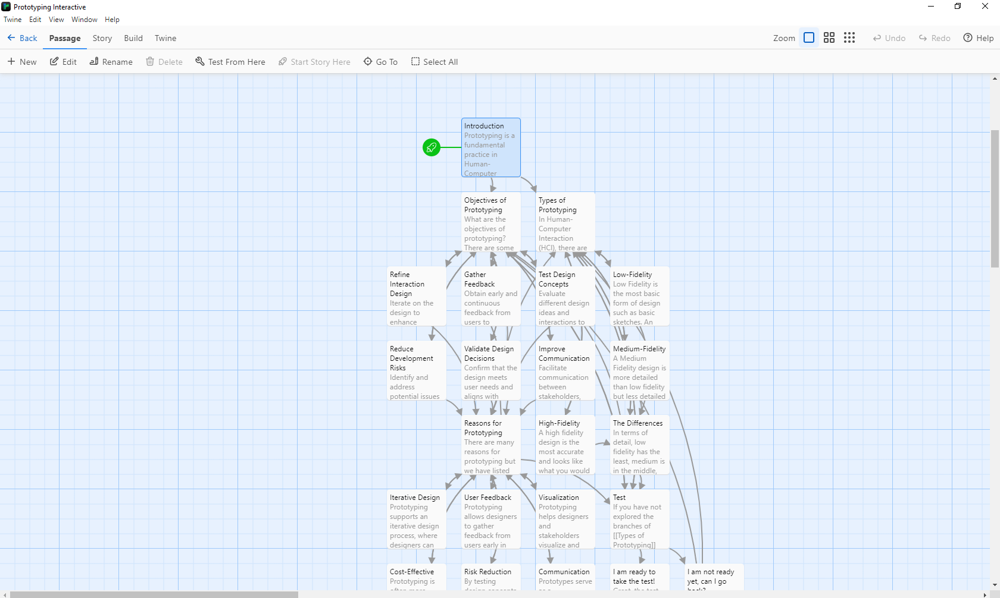 Prototyping Interactive
Twine Edit View Window Help
Back Passage Story Build Twine Zoom Undo Redo Help
New Edit Rename Delete Test From Here Start Story Here Go To Select All
Introduction
Prototyping is a
fundamental
practice in
Human-
Computer
Objectives of
Prototyping
What are the
objectives of
prototyping?
There are some
Types of
Prototyping
In Human-
Computer
Interaction
(HCI), there are
Refine
Interaction
Design
Iterate on the
design to
enhance
Gather
Feedback
Obtain early and
continuous
feedback from
users to
Test Design
Concepts
Evaluate
different design
ideas and
interactions to
Low-Fidelity
Low Fidelity is
the most basic
form of design
such as basic
sketches. An
Reduce
Development
Risks
Identify and
address
potential issues
Validate Design
Decisions
Confirm that the
design meets
user needs and
aligns with
Improve
Communication
Facilitate
communication
between
stakeholders,
Medium-Fidelity
A Medium
Fidelity design is
more detailed
than low fidelity
but less detailed
Reasons for
Prototyping
There are many
reasons for
prototyping but
we have listed
High-Fidelity
A high fidelity
design is the
most accurate
and looks like
what you would
The Differences
In terms of
detail, low
fidelity has the
least, medium is
in the middle,
Iterative Design
Prototyping
supports an
iterative design
process, where
designers can
User Feedback
Prototyping
allows designers
to gather
feedback from
users early in
Visualization
Prototyping
helps designers
and
stakeholders
visualize and
Test
If you have not
explored the
branches of
[[Types of
Prototyping]]
Cost-Effective
Prototyping is
Risk Reduction
By testing
Communication
Prototypes serve
I am ready to
take the test!
I am not ready
yet, can I go
back?